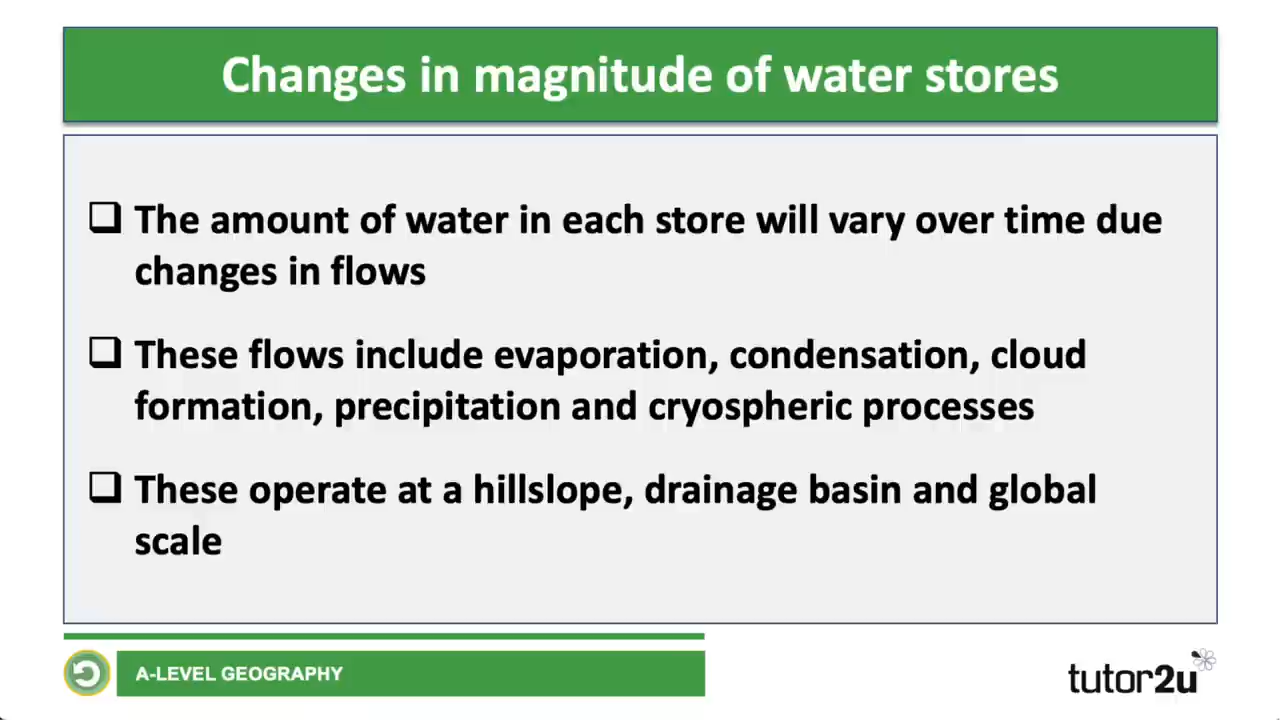 Changes in magnitude of water stores
The amount of water in each store will vary over time due
changes in flows
These flows include evaporation, condensation, cloud
formation, precipitation and cryospheric processes
These operate at a hillslope, drainage basin and global
scale
A-LEVEL GEOGRAPHY
tutor2u